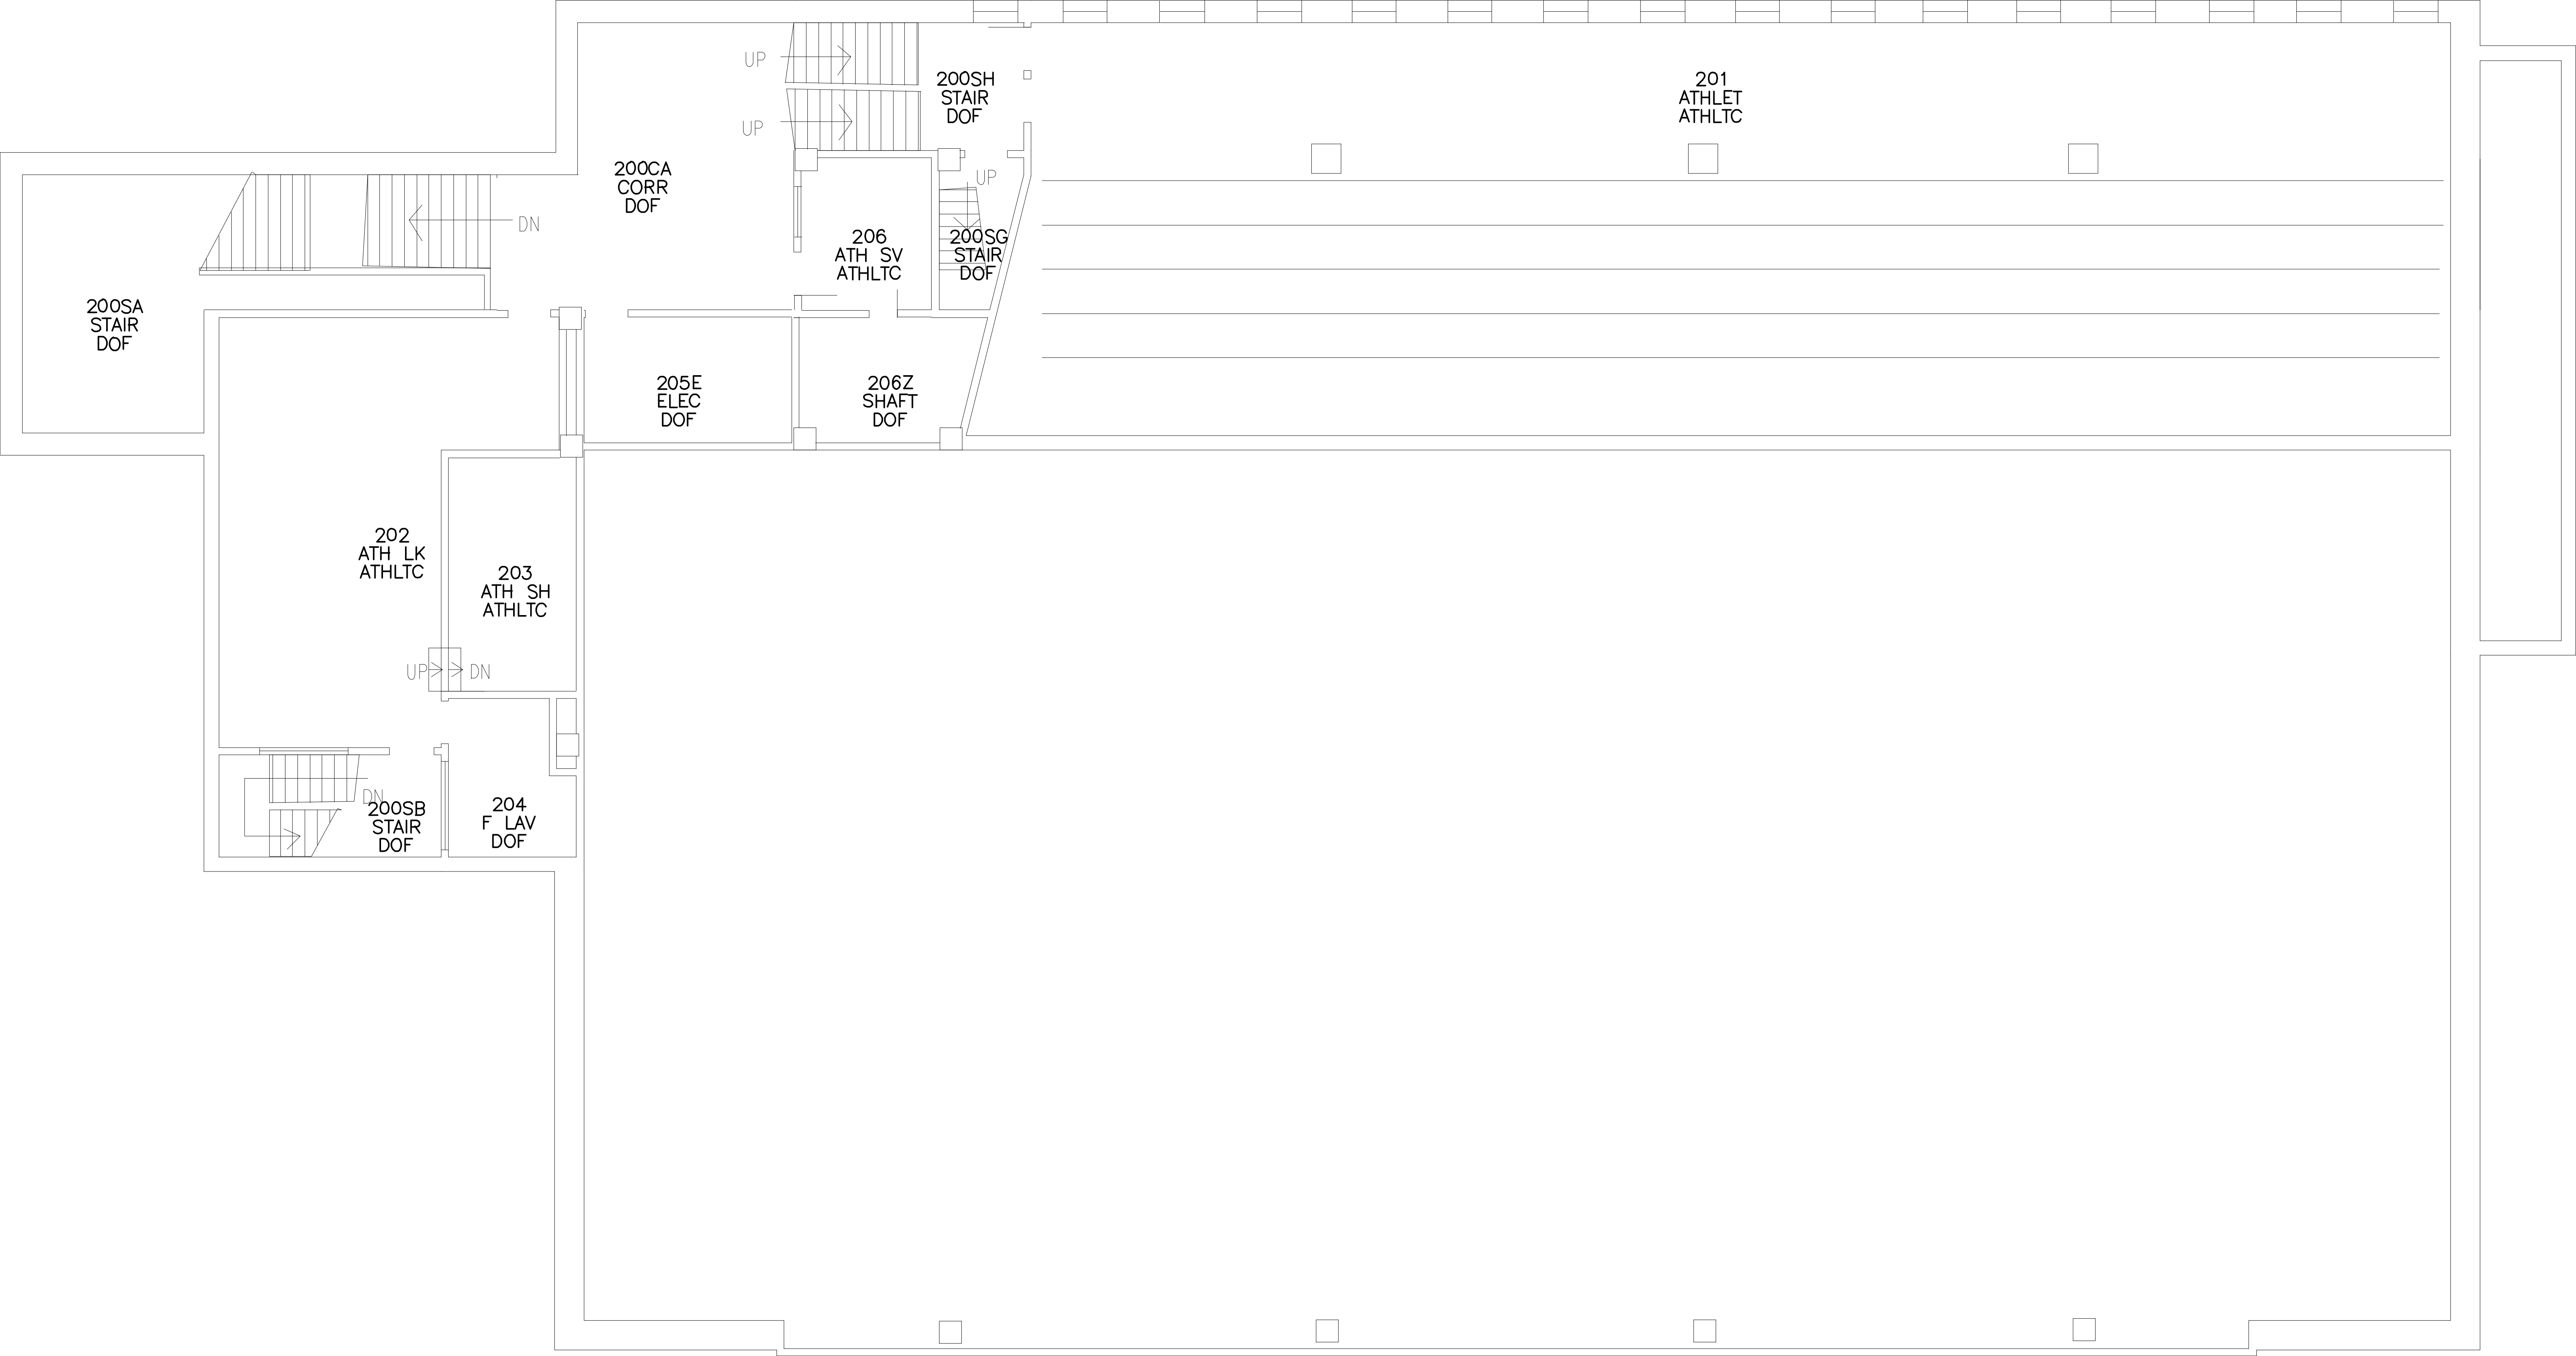 UP
200SH
STAIR
DOF
201
ATHLET
ATHLTC
UP
200CA
CORR
DOF
UP
DN
206
ATH SV
ATHLTC
200SG
STAIR
DOF
200SA
STAIR
DOF
205E
ELEC
DOF
206Z
SHAFT
DOF
202
ATH LK
ATHLTC
203
ATH SH
ATHLTC
UP
DN
DN
200SB
STAIR
DOF
204
F LAV
DOF